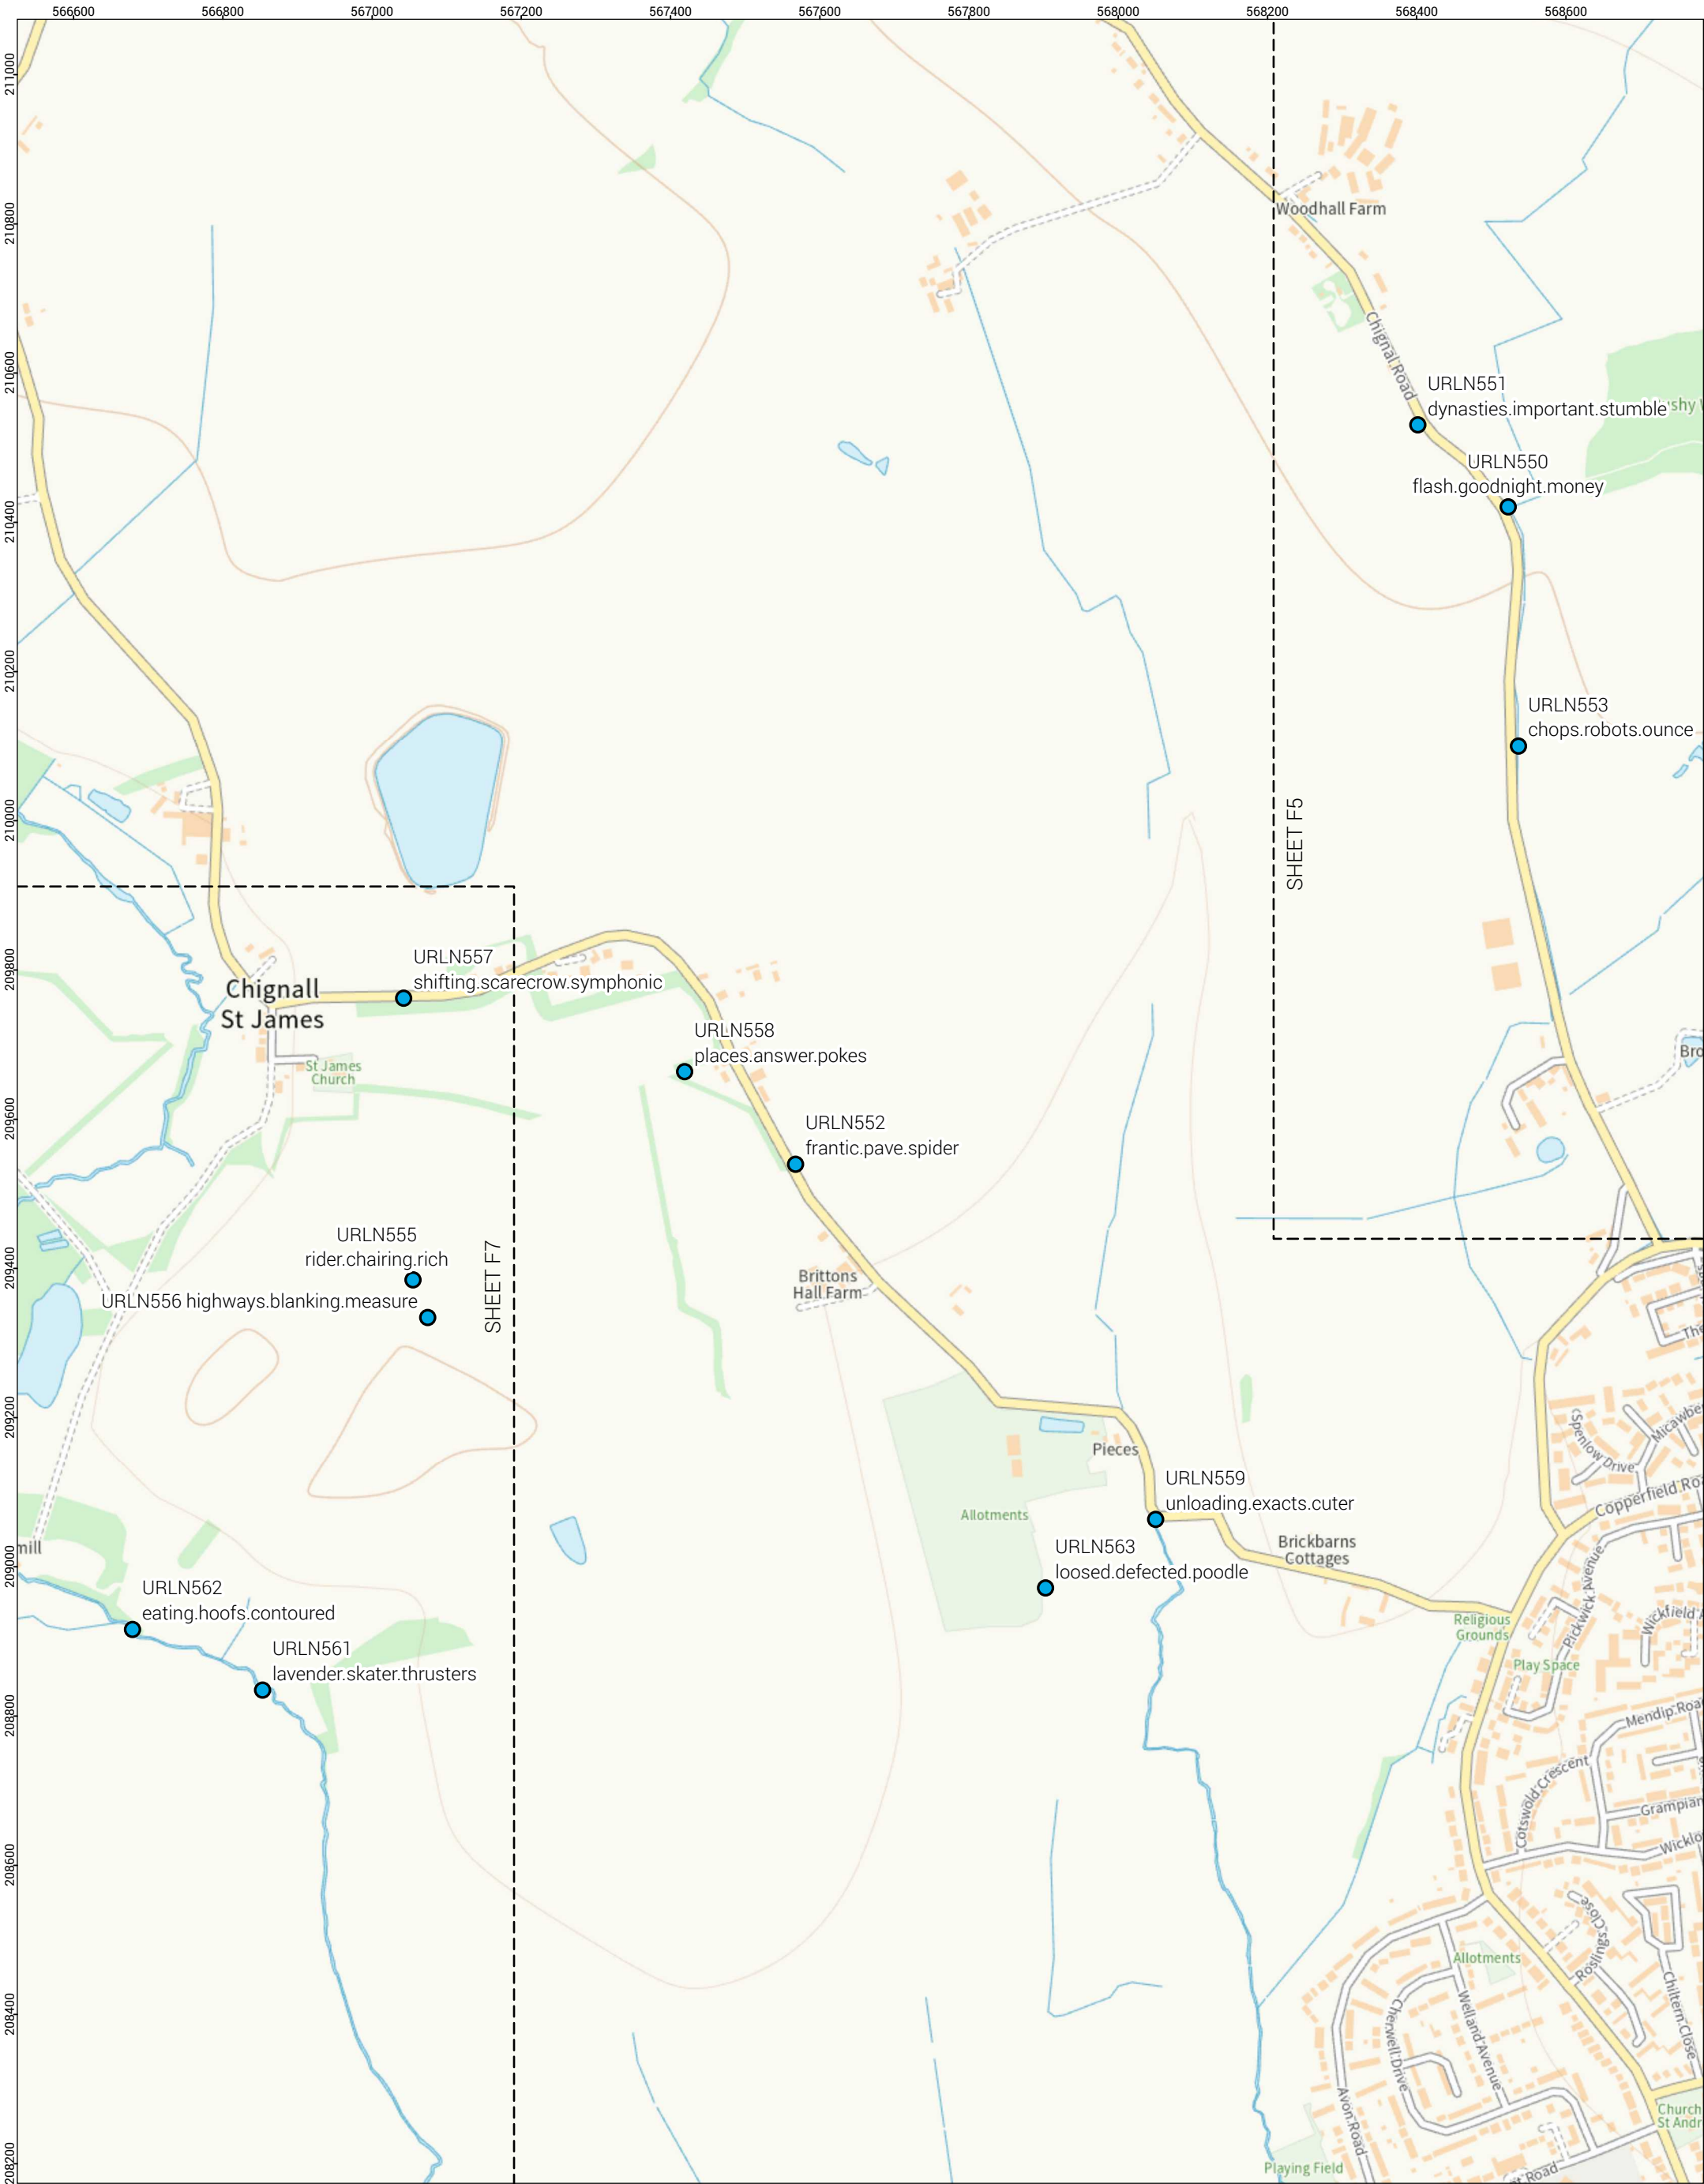 566600 566800 567000 567200 567400 567600 567800 568000 568200 568400 568600
211000
210800
210600
210400
210200
210000
209800
209600
209400
209200
209000
208800
208600
208400
208200
Woodhall Farm
Chignal Road
URLN551
dynasties.important.stumble
URLN550
flash.goodnight.money
URLN553
chops.robots.ounce
SHEET F5
URLN557
shifting.scarecrow.symphonic
Chignall
St James
St James
Church
URLN558
places.answer.pokes
URLN552
frantic.pave.spider
URLN555
rider.chairing.rich
URLN556 highways.blanking.measure
SHEET F7
Brittons
Hall Farm
Pieces
URLN559
unloading.exacts.cuter
Allotments
URLN563
loosed.defected.poodle
Brickbarns
Cottages
mill
URLN562
eating.hoofs.contoured
URLN561
lavender.skater.thrusters
Spenlow Drive
Copperfield Ro
Pickwick Avenue
Wickfield A
Religious
Grounds
Play Space
Mendip Roa
Cotswold Crescent
Grampian
Wicklo
Roslings Close
Allotments
Cherwell Drive
Welland Avenue
Chiltern Close
Avon Road
Church
St Andr
Playing Field
Road